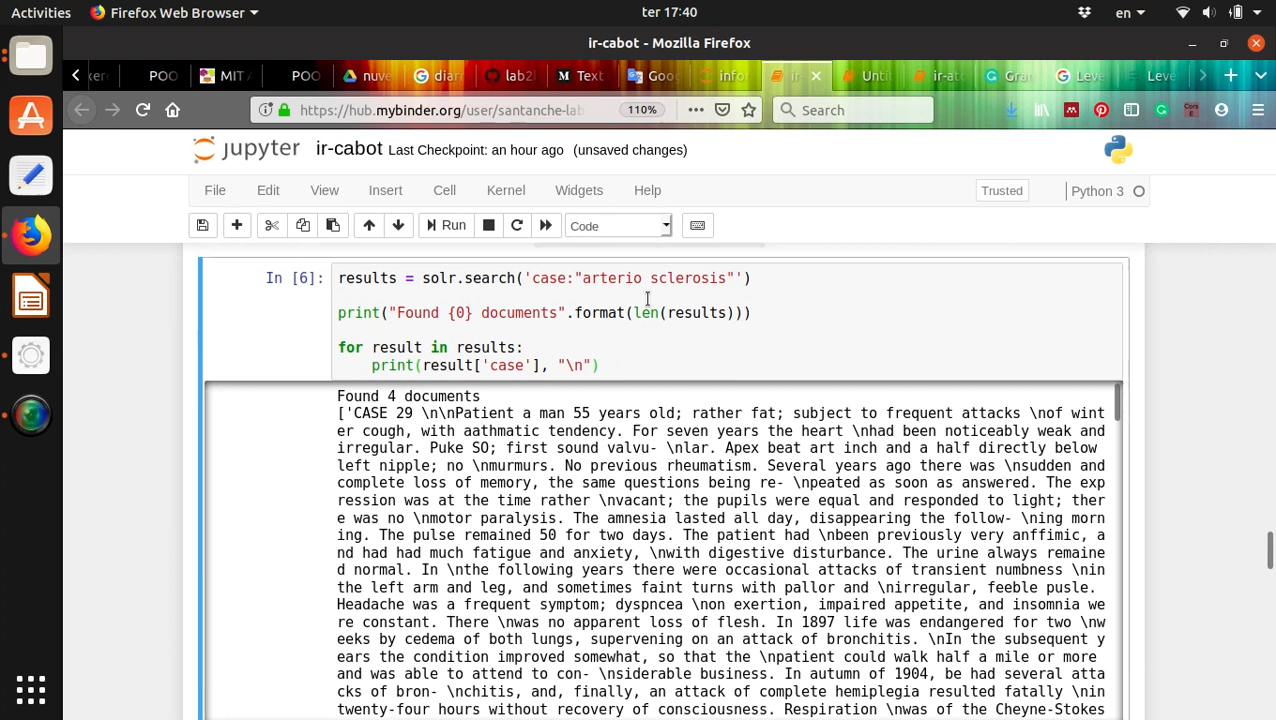 Activities Firefox Web Browser ter 17:40 en
ir-cabot - Mozilla Firefox
POO MIT POO nuve diar lab2l Text Goo info ir- Unti ir-at Gra Leve Leve
https://hub.mybinder.org/user/santanche-lab 110% Search
jupyter ir-cabot Last Checkpoint: an hour ago (unsaved changes)
File Edit View Insert Cell Kernel Widgets Help Trusted Python 3
Run Code
In [6]: results = solr.search('case:"arterio sclerosis"')
print("Found {0} documents".format(len(results)))
for result in results:
print(result['case'], "\n")
Found 4 documents
['CASE 29 \n\nPatient a man 55 years old; rather fat; subject to frequent attacks \nof wint
er cough, with aathmatic tendency. For seven years the heart \nhad been noticeably weak and
irregular. Puke SO; first sound valvu- \nlar. Apex beat art inch and a half directly below
left nipple; no \nmurmurs. No previous rheumatism. Several years ago there was \nsudden and
complete loss of memory, the same questions being re- \npeated as soon as answered. The exp
ression was at the time rather \nvacant; the pupils were equal and responded to light; ther
e was no \nmotor paralysis. The amnesia lasted all day, disappearing the follow- \ning morn
ing. The pulse remained 50 for two days. The patient had \nbeen previously very anffimic, a
nd had had much fatigue and anxiety, \nwith digestive disturbance. The urine always remaine
d normal. In \nthe following years there were occasional attacks of transient numbness \nin
the left arm and leg, and sometimes faint turns with pallor and \nirregular, feeble pusle.
Headache was a frequent symptom; dyspncea \non exertion, impaired appetite, and insomnia we
re constant. There \nwas no apparent loss of flesh. In 1897 life was endangered for two \nw
eeks by cedema of both lungs, supervening on an attack of bronchitis. \nIn the subsequent y
ears the condition improved somewhat, so that the \npatient could walk half a mile or more
and was able to attend to con- \nsiderable business. In autumn of 1904, be had several atta
cks of bron- \nchitis, and, finally, an attack of complete hemiplegia resulted fatally \nin
twenty-four hours without recovery of consciousness. Respiration \nwas of the Cheyne-Stokes